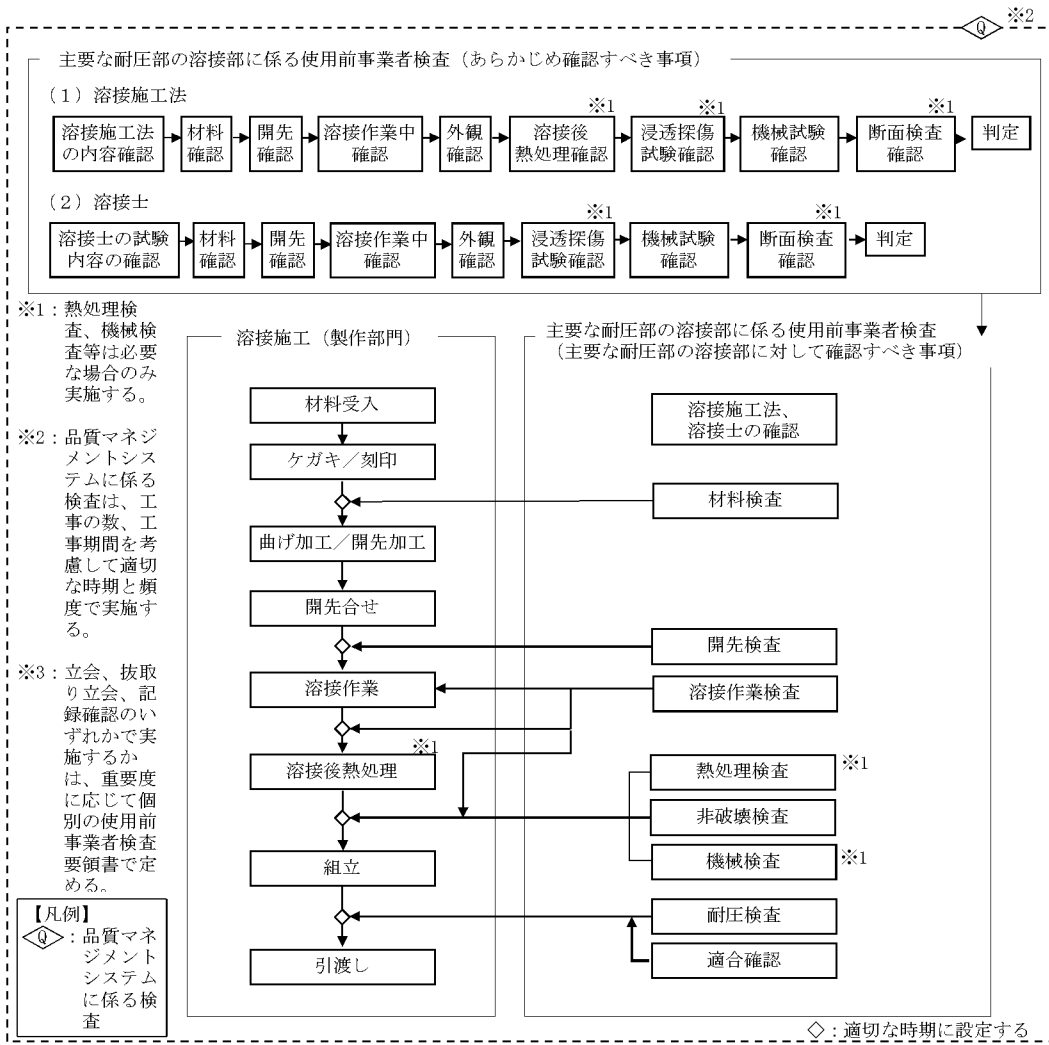 Q ※2
主要な耐圧部の溶接部に係る使用前事業者検査（あらかじめ確認すべき事項）
（1）溶接施工法
溶接施工法
の内容確認
材料
確認
開先
確認
溶接作業中
確認
外観
確認
※1
溶接後
熱処理確認
※1
浸透探傷
試験確認
機械試験
確認
※1
断面検査
確認
判定
（2）溶接士
溶接士の試験
内容の確認
材料
確認
開先
確認
溶接作業中
確認
外観
確認
※1
浸透探傷
試験確認
機械試験
確認
※1
断面検査
確認
判定
※1：熱処理検
査、機械検
査等は必要
な場合のみ
実施する。
※2：品質マネジ
メントシス
テムに係る
検査は、工
事の数、工
事期間を考
慮して適切
な時期と頻
度で実施す
る。
※3：立会、抜取
り立会、記
録確認のい
ずれかで実
施するか
は、重要度
に応じて個
別の使用前
事業者検査
要領書で定
める。
【凡例】
Q：品質マネ
ジメント
システム
に係る検
査
溶接施工（製作部門）
材料受入
ケガキ／刻印
曲げ加工／開先加工
開先合せ
溶接作業
※1
溶接後熱処理
組立
引渡し
主要な耐圧部の溶接部に係る使用前事業者検査
（主要な耐圧部の溶接部に対して確認すべき事項）
溶接施工法、
溶接士の確認
材料検査
開先検査
溶接作業検査
熱処理検査 ※1
非破壊検査
機械検査 ※1
耐圧検査
適合確認
◇：適切な時期に設定する